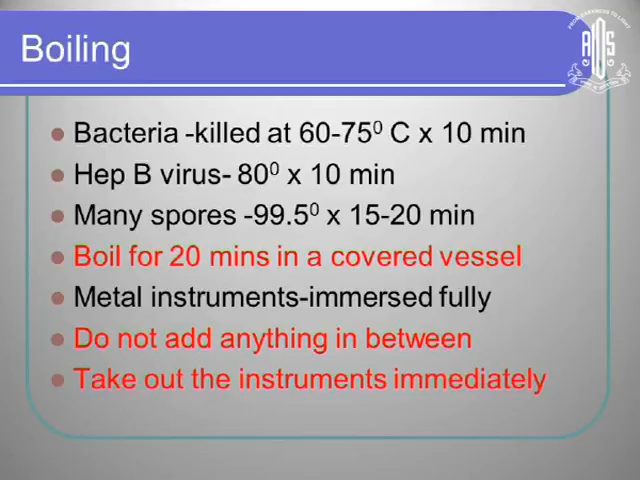 Boiling
Bacteria -killed at 60-75⁰ C x 10 min
Hep B virus- 80⁰ x 10 min
Many spores -99.5⁰ x 15-20 min
Boil for 20 mins in a covered vessel
Metal instruments-immersed fully
Do not add anything in between
Take out the instruments immediately